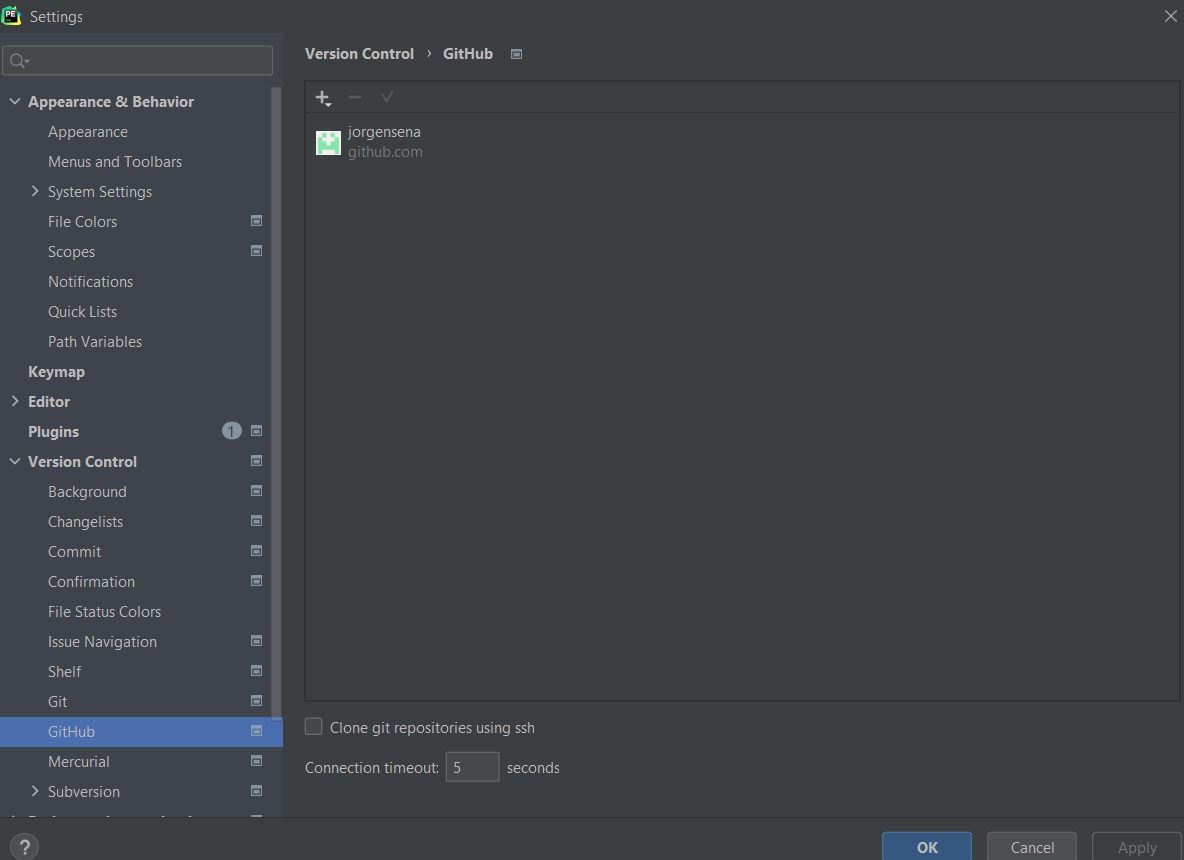 PE
Settings
Version Control › GitHub
Appearance & Behavior
Appearance
Menus and Toolbars
System Settings
File Colors
Scopes
Notifications
Quick Lists
Path Variables
Keymap
Editor
Plugins 1
Version Control
Background
Changelists
Commit
Confirmation
File Status Colors
Issue Navigation
Shelf
Git
GitHub
Mercurial
Subversion
jorgensena
github.com
Clone git repositories using ssh
Connection timeout: 5 seconds
?
OK Cancel Apply